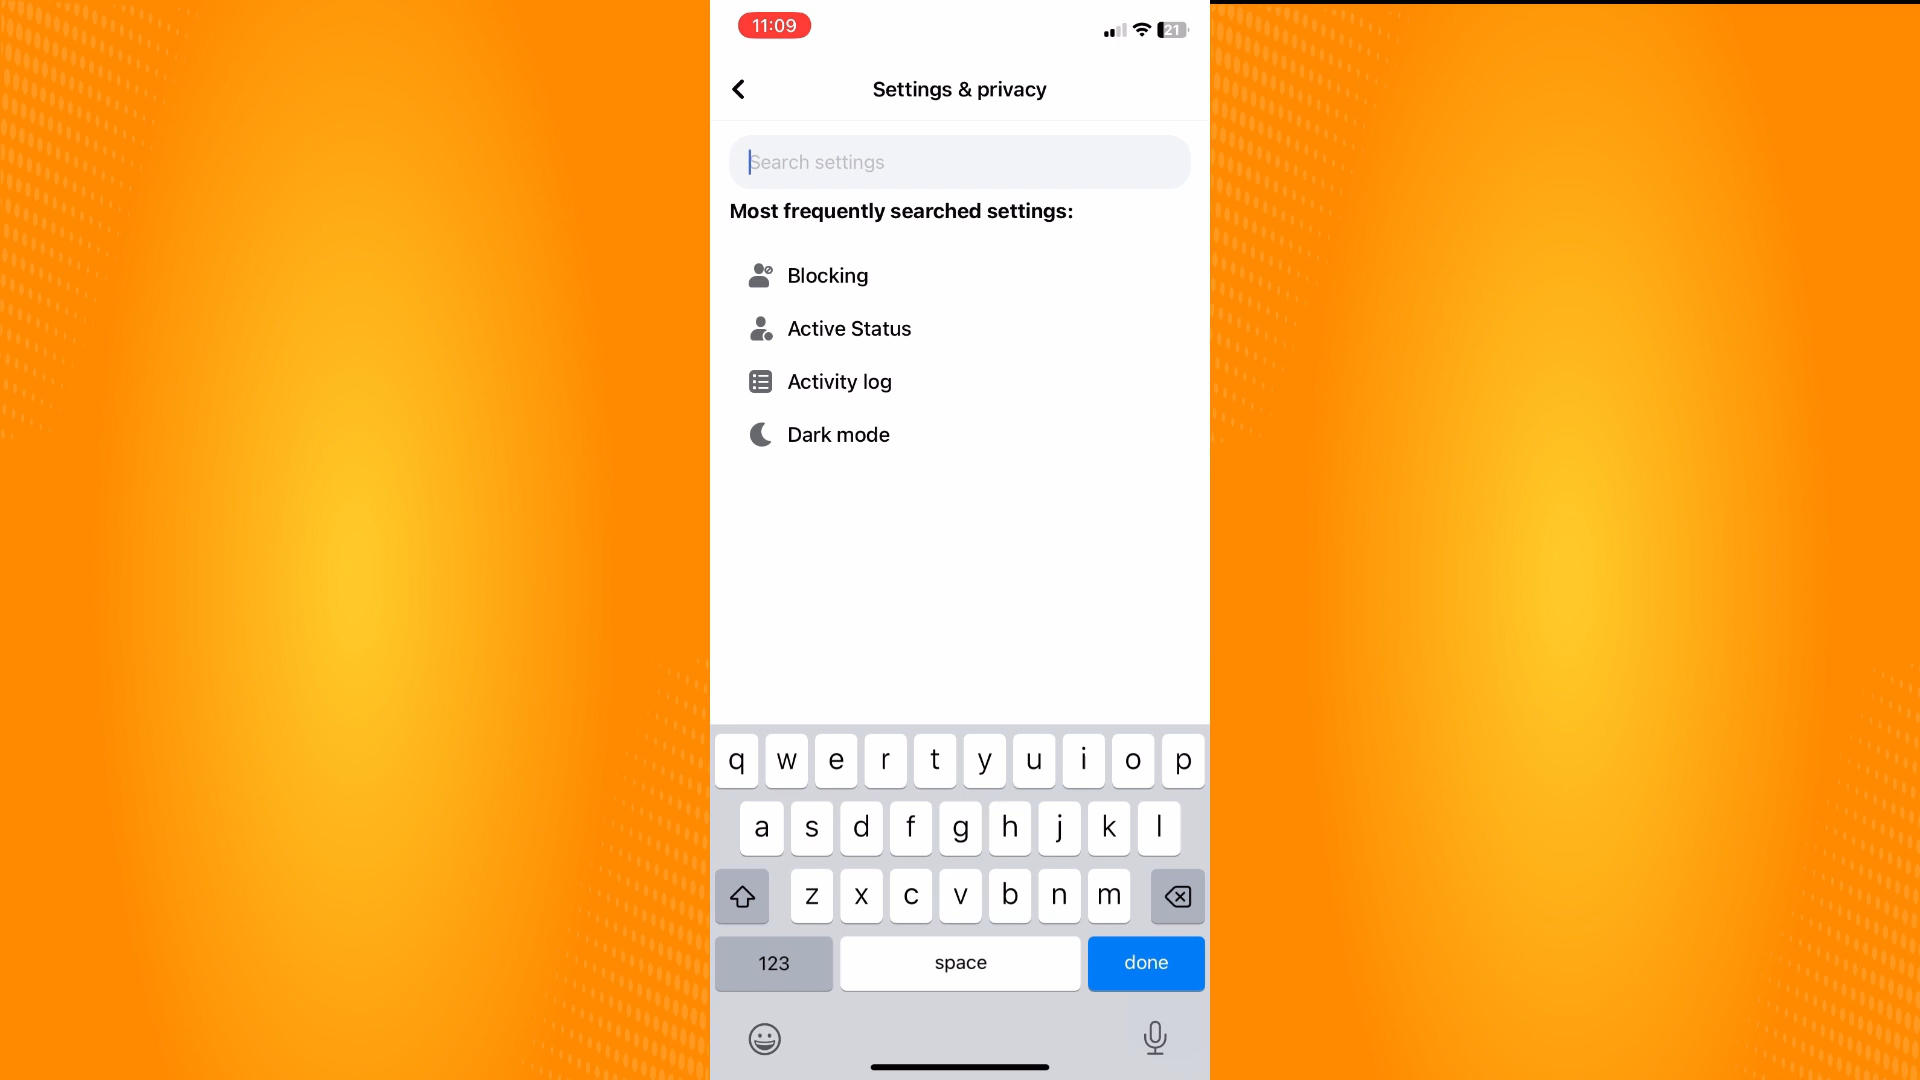 11:09
21
Settings & privacy
Search settings
Most frequently searched settings:
Blocking
Active Status
Activity log
Dark mode
q w e r t y u i o p
a s d f g h j k l
z x c v b n m
123 space done